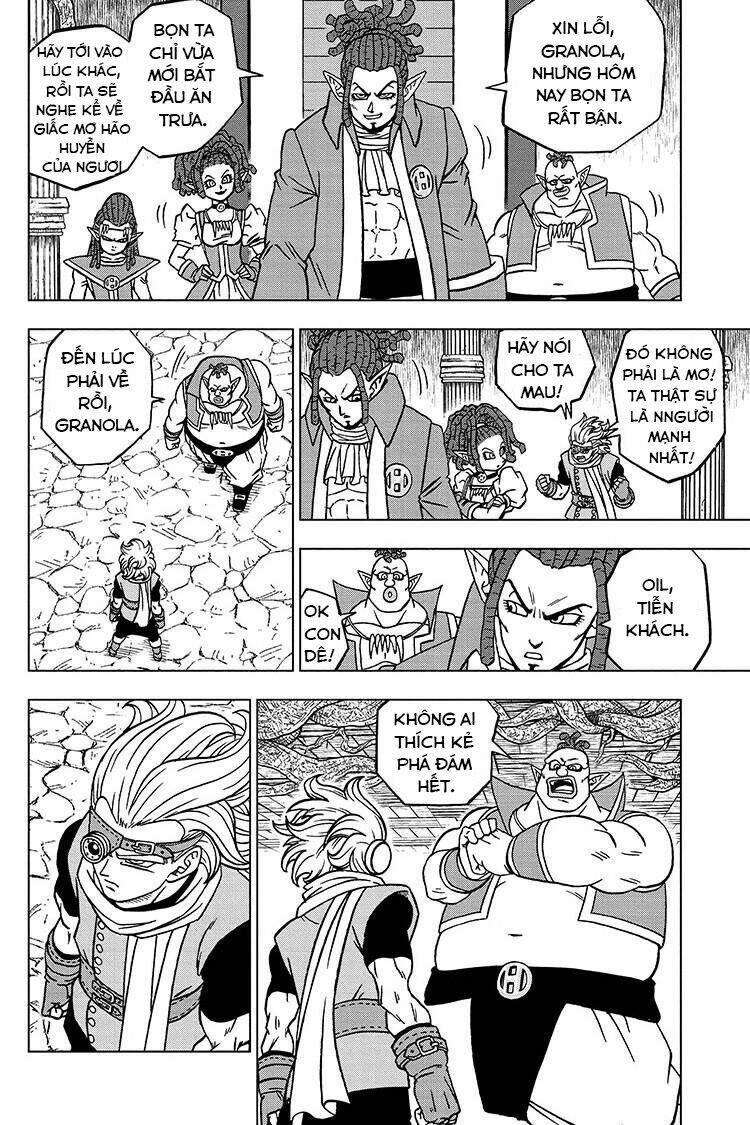 XIN LỖI,
GRANOLA,
NHƯNG HÔM
NAY BỌN TA
RẤT BẬN.
BỌN TA
CHỈ VỪA
MỚI BẮT
ĐẦU ĂN
TRƯA.
HÃY TỚI VÀO
LÚC KHÁC,
RỒI TA SẼ
NGHE KỂ VỀ
GIẤC MƠ HÃO
HUYỀN
CỦA NGƯƠI
ĐÓ KHÔNG
PHẢI LÀ MƠ!
TA THẬT SỰ
LÀ NNGƯỜI
MẠNH
NHẤT!
HÃY NÓI
CHO TA
MAU!
ĐẾN LÚC
PHẢI VỀ
RỒI,
GRANOLA.
OIL,
TIỄN
KHÁCH.
OK
CON
DÊ!
KHÔNG AI
THÍCH KẺ
PHÁ ĐÁM
HẾT.